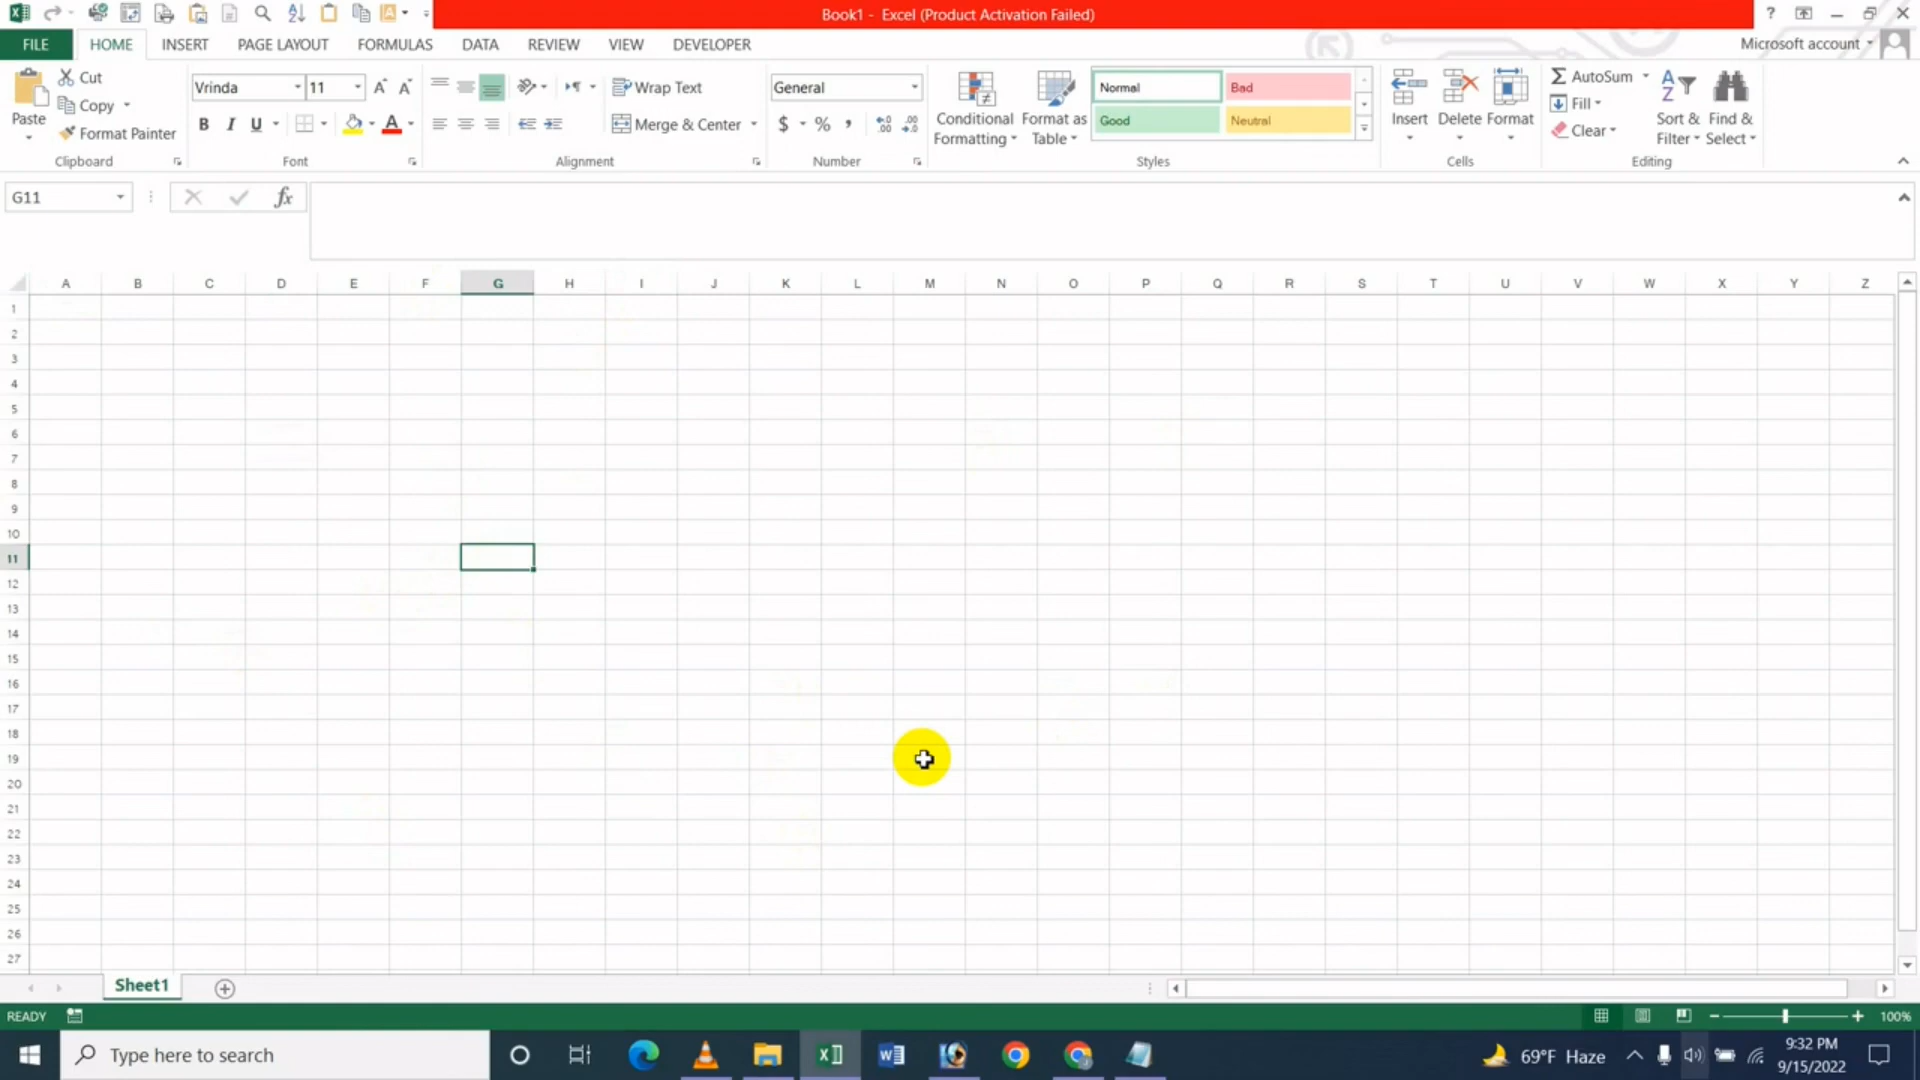 Book1 - Excel (Product Activation Failed)
FILE HOME INSERT PAGE LAYOUT FORMULAS DATA REVIEW VIEW DEVELOPER Microsoft account
Paste
Cut
Copy
Format Painter
Clipboard
Vrinda 11
B I U
Font
Wrap Text
Merge & Center
Alignment
General
$ % ,
Number
Conditional Formatting
Format as Table
Normal Bad
Good Neutral
Styles
Insert Delete Format
Cells
AutoSum
Fill
Clear
Sort & Filter
Find & Select
Editing
G11
fx
A B C D E F G H I J K L M N O P Q R S T U V W X Y Z
1
2
3
4
5
6
7
8
9
10
11
12
13
14
15
16
17
18
19
20
21
22
23
24
25
26
27
Sheet1
READY 100%
Type here to search
69°F Haze
9:32 PM
9/15/2022